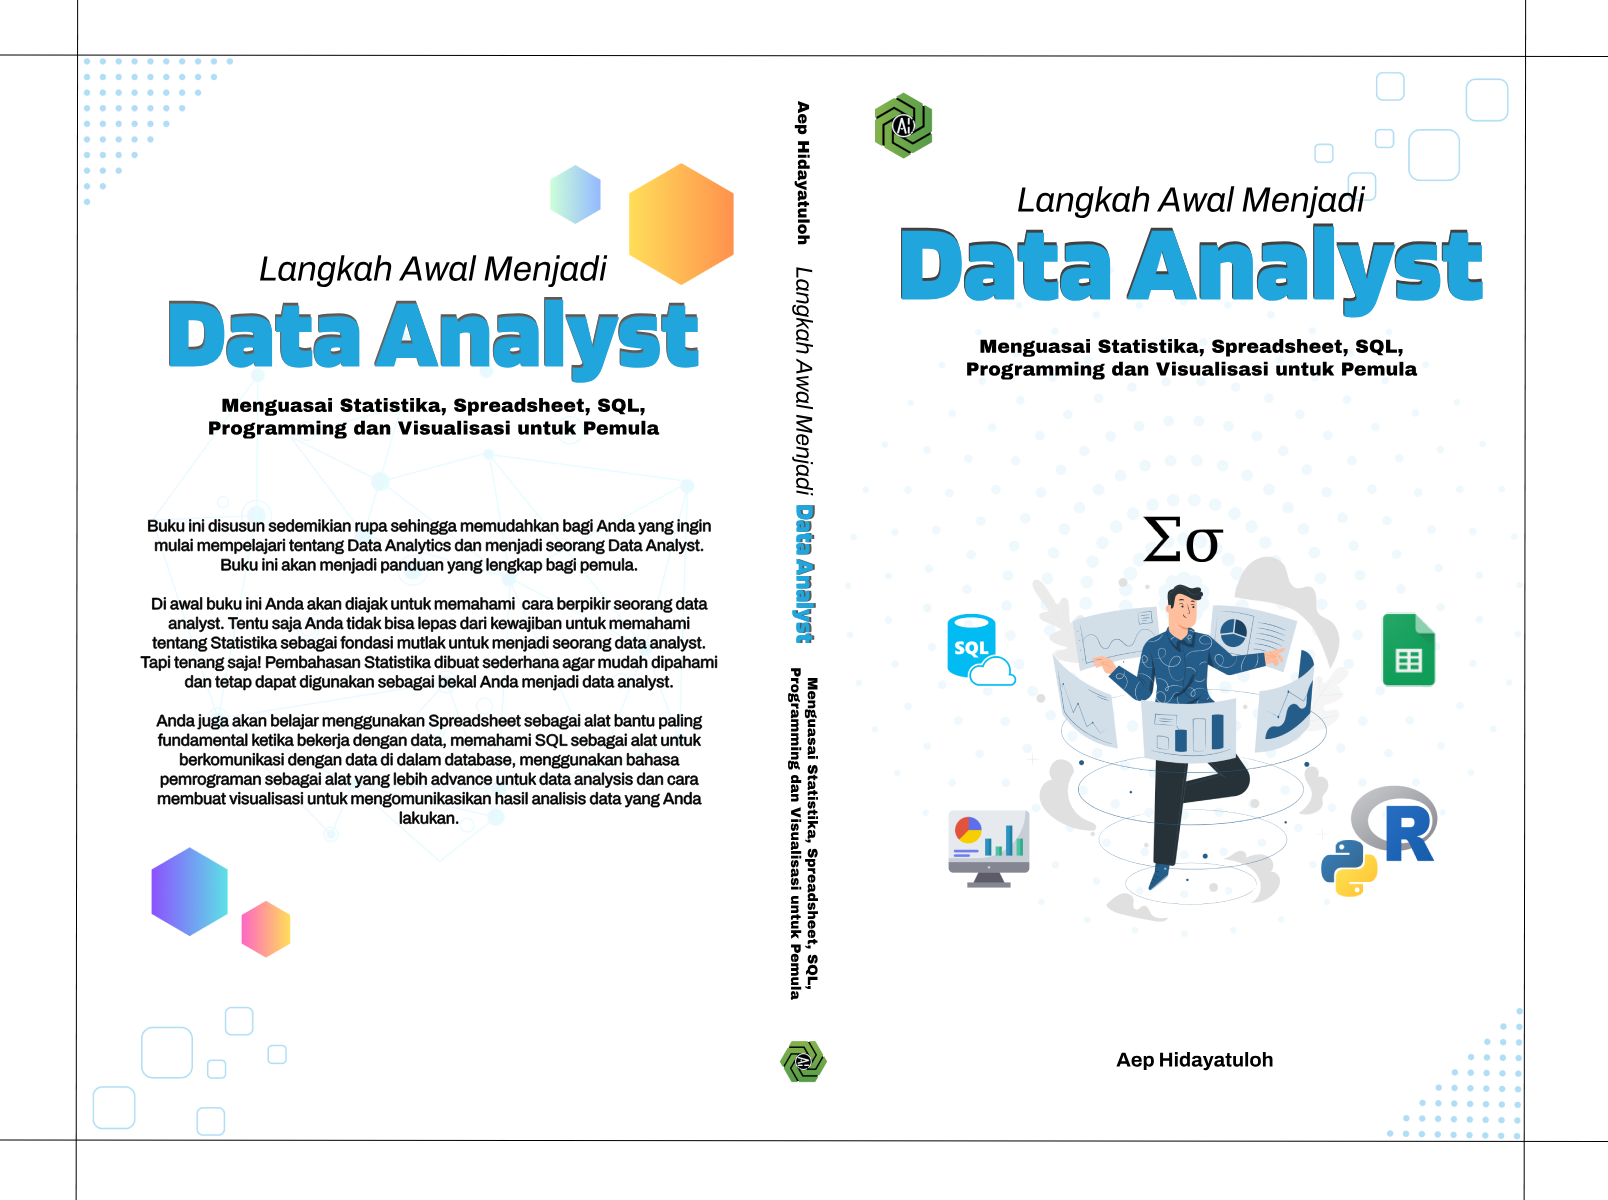 Langkah Awal Menjadi
Data Analyst
Menguasai Statistika, Spreadsheet, SQL,
Programming dan Visualisasi untuk Pemula
Buku ini disusun sedemikian rupa sehingga memudahkan bagi Anda yang ingin
mulai mempelajari tentang Data Analytics dan menjadi seorang Data Analyst.
Buku ini akan menjadi panduan yang lengkap bagi pemula.
Di awal buku ini Anda akan diajak untuk memahami  cara berpikir seorang data
analyst. Tentu saja Anda tidak bisa lepas dari kewajiban untuk memahami
tentang Statistika sebagai fondasi mutlak untuk menjadi seorang data analyst.
Tapi tenang saja! Pembahasan Statistika dibuat sederhana agar mudah dipahami
dan tetap dapat digunakan sebagai bekal Anda menjadi data analyst.
Anda juga akan belajar menggunakan Spreadsheet sebagai alat bantu paling
fundamental ketika bekerja dengan data, memahami SQL sebagai alat untuk
berkomunikasi dengan data di dalam database, menggunakan bahasa
pemrograman sebagai alat yang lebih advance untuk data analysis dan cara
membuat visualisasi untuk mengomunikasikan hasil analisis data yang Anda
lakukan.
Aep Hidayatuloh
Langkah Awal Menjadi Data Analyst
Menguasai Statistika, Spreadsheet, SQL,
Programming dan Visualisasi untuk Pemula
AH
AH
Langkah Awal Menjadi
Data Analyst
Menguasai Statistika, Spreadsheet, SQL,
Programming dan Visualisasi untuk Pemula
Σσ
SQL
R
Aep Hidayatuloh